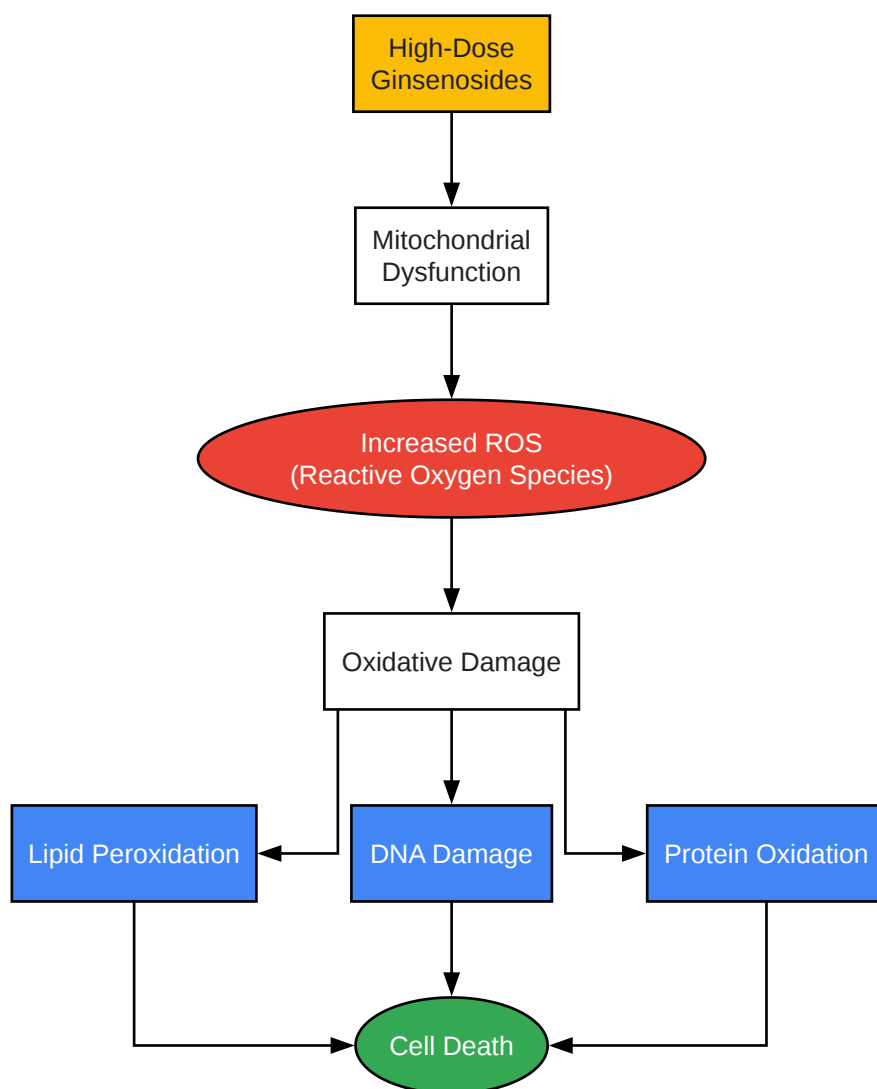 High-Dose
Ginsenosides
Mitochondrial
Dysfunction
Increased ROS
(Reactive Oxygen Species)
Oxidative Damage
Lipid Peroxidation
DNA Damage
Protein Oxidation
Cell Death